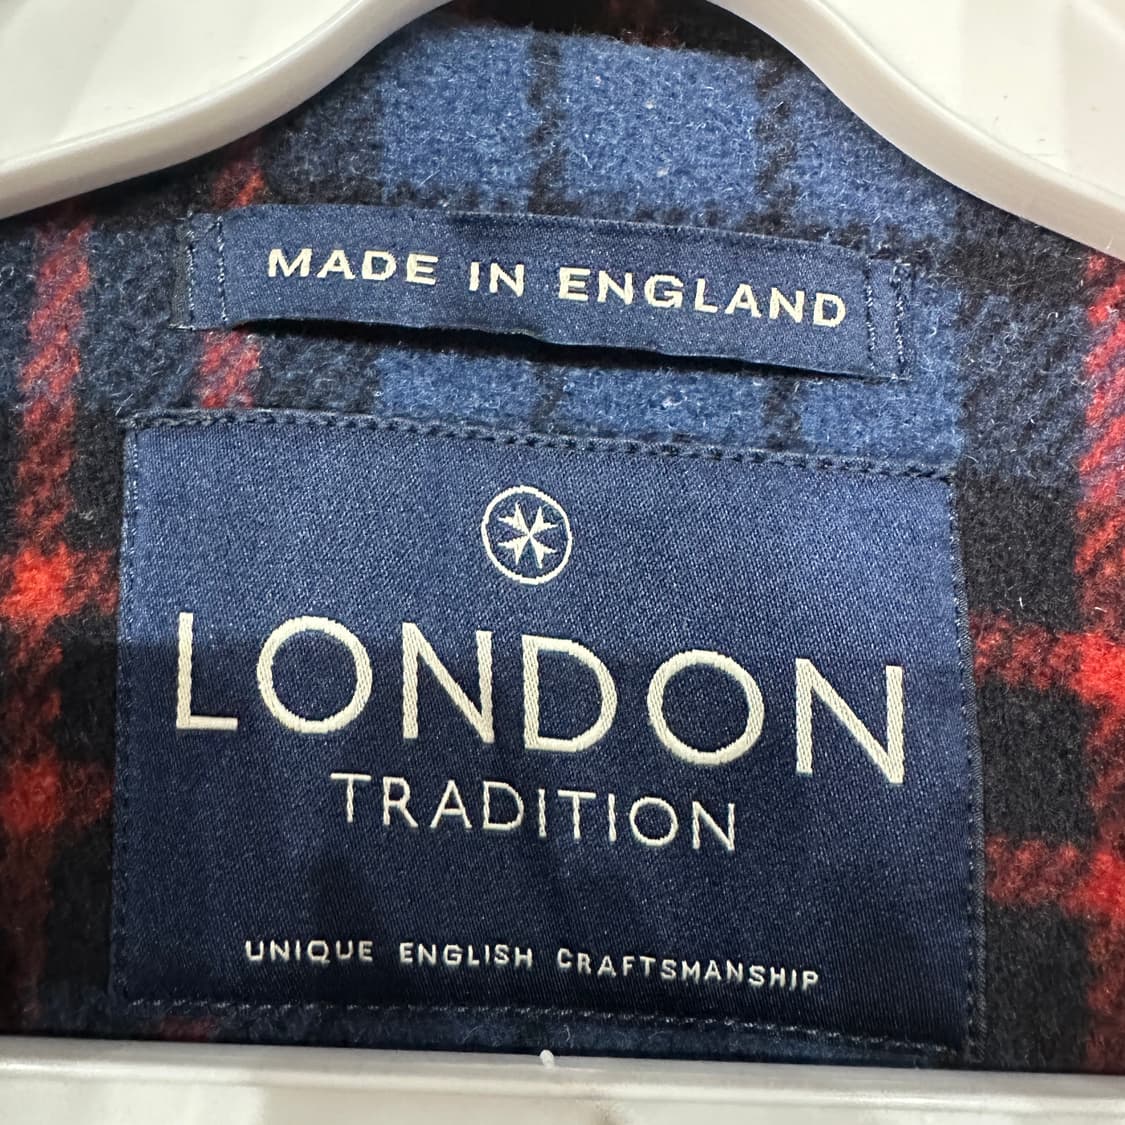 MADE IN ENGLAND
LONDON
TRADITION
UNIQUE ENGLISH CRAFTSMANSHIP